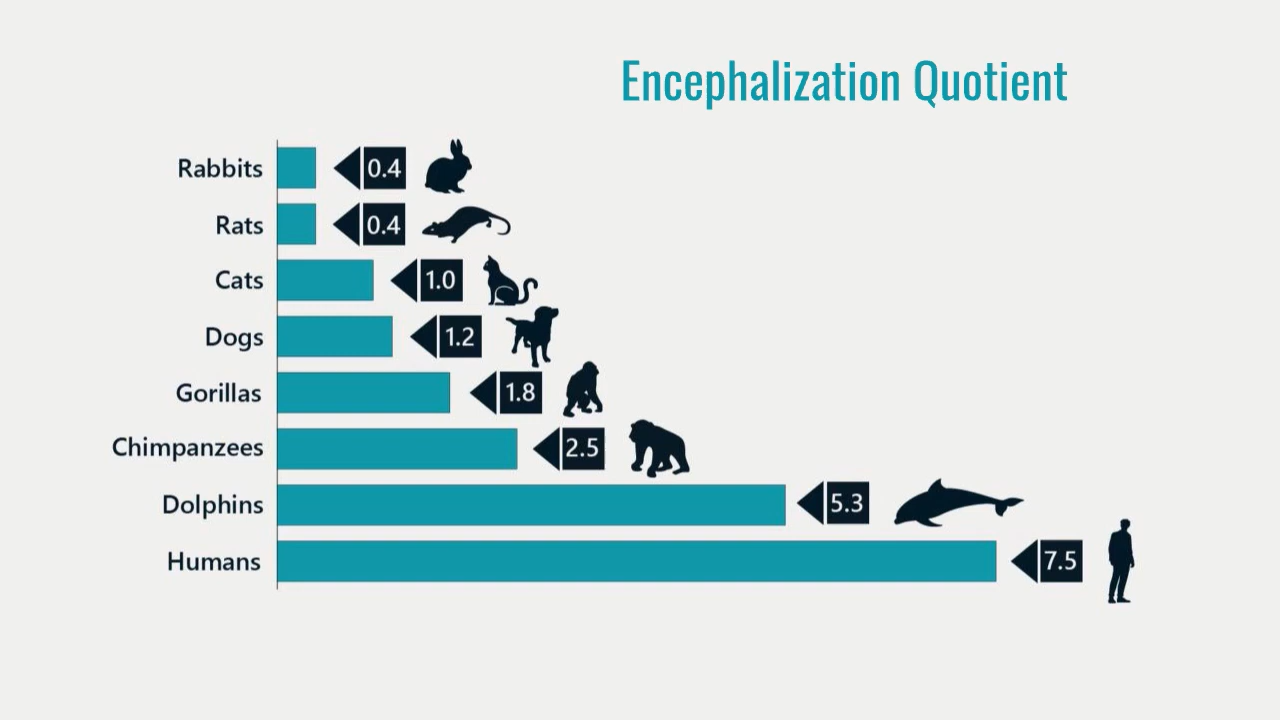 Encephalization Quotient
Rabbits 0.4
Rats 0.4
Cats 1.0
Dogs 1.2
Gorillas 1.8
Chimpanzees 2.5
Dolphins 5.3
Humans 7.5